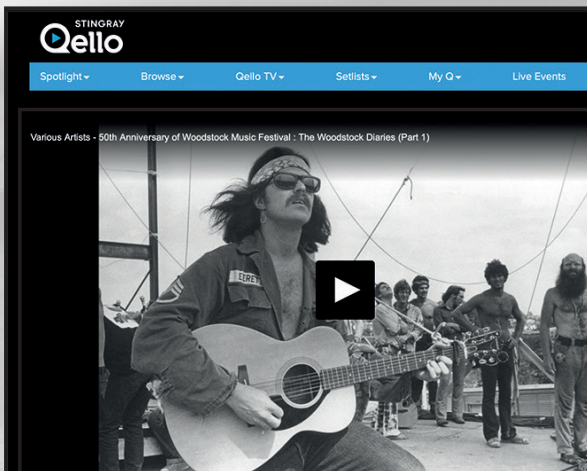 STINGRAY
Qello
Spotlight Browse Qello TV Setlists My Q Live Events
Various Artists - 50th Anniversary of Woodstock Music Festival : The Woodstock Diaries (Part 1)